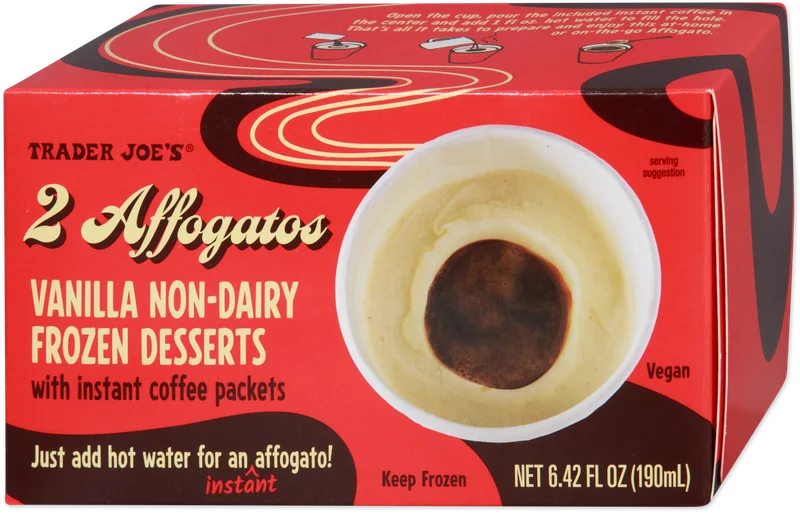 Open the cup, pour the included instant coffee in
the center and add 1 fl oz. hot water to fill the hole.
That's all it takes to prepare and enjoy this at-home
or on-the-go Affogato.
TRADER JOE'S®
serving
suggestion
2 Affogatos
VANILLA NON-DAIRY
FROZEN DESSERTS
with instant coffee packets
Vegan
Just add hot water for an affogato!
instant
Keep Frozen
NET 6.42 FL OZ (190mL)